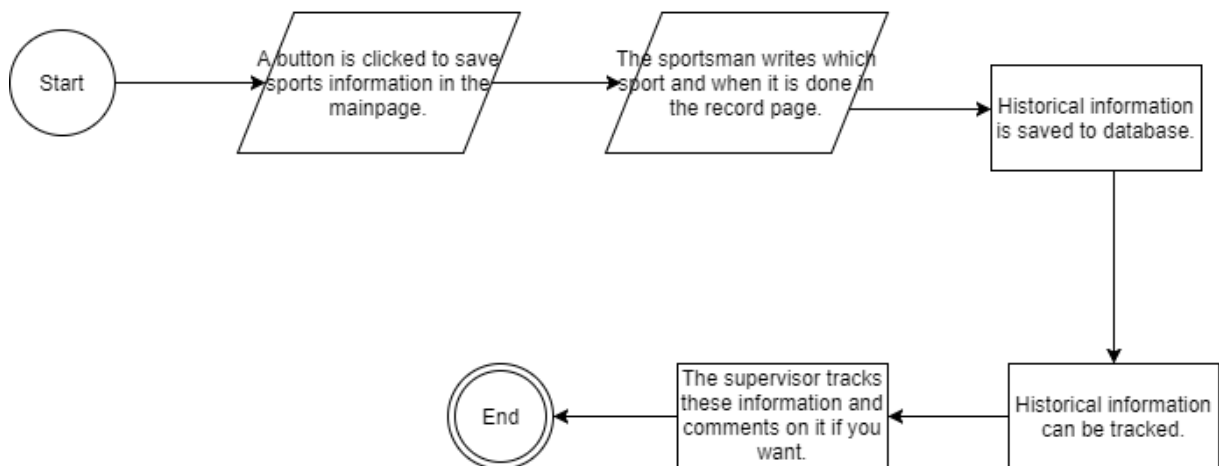 Start
A button is clicked to save
sports information in the
mainpage.
The sportsman writes which
sport and when it is done in
the record page.
Historical information
is saved to database.
Historical information
can be tracked.
The supervisor tracks
these information and
comments on it if you
want.
End